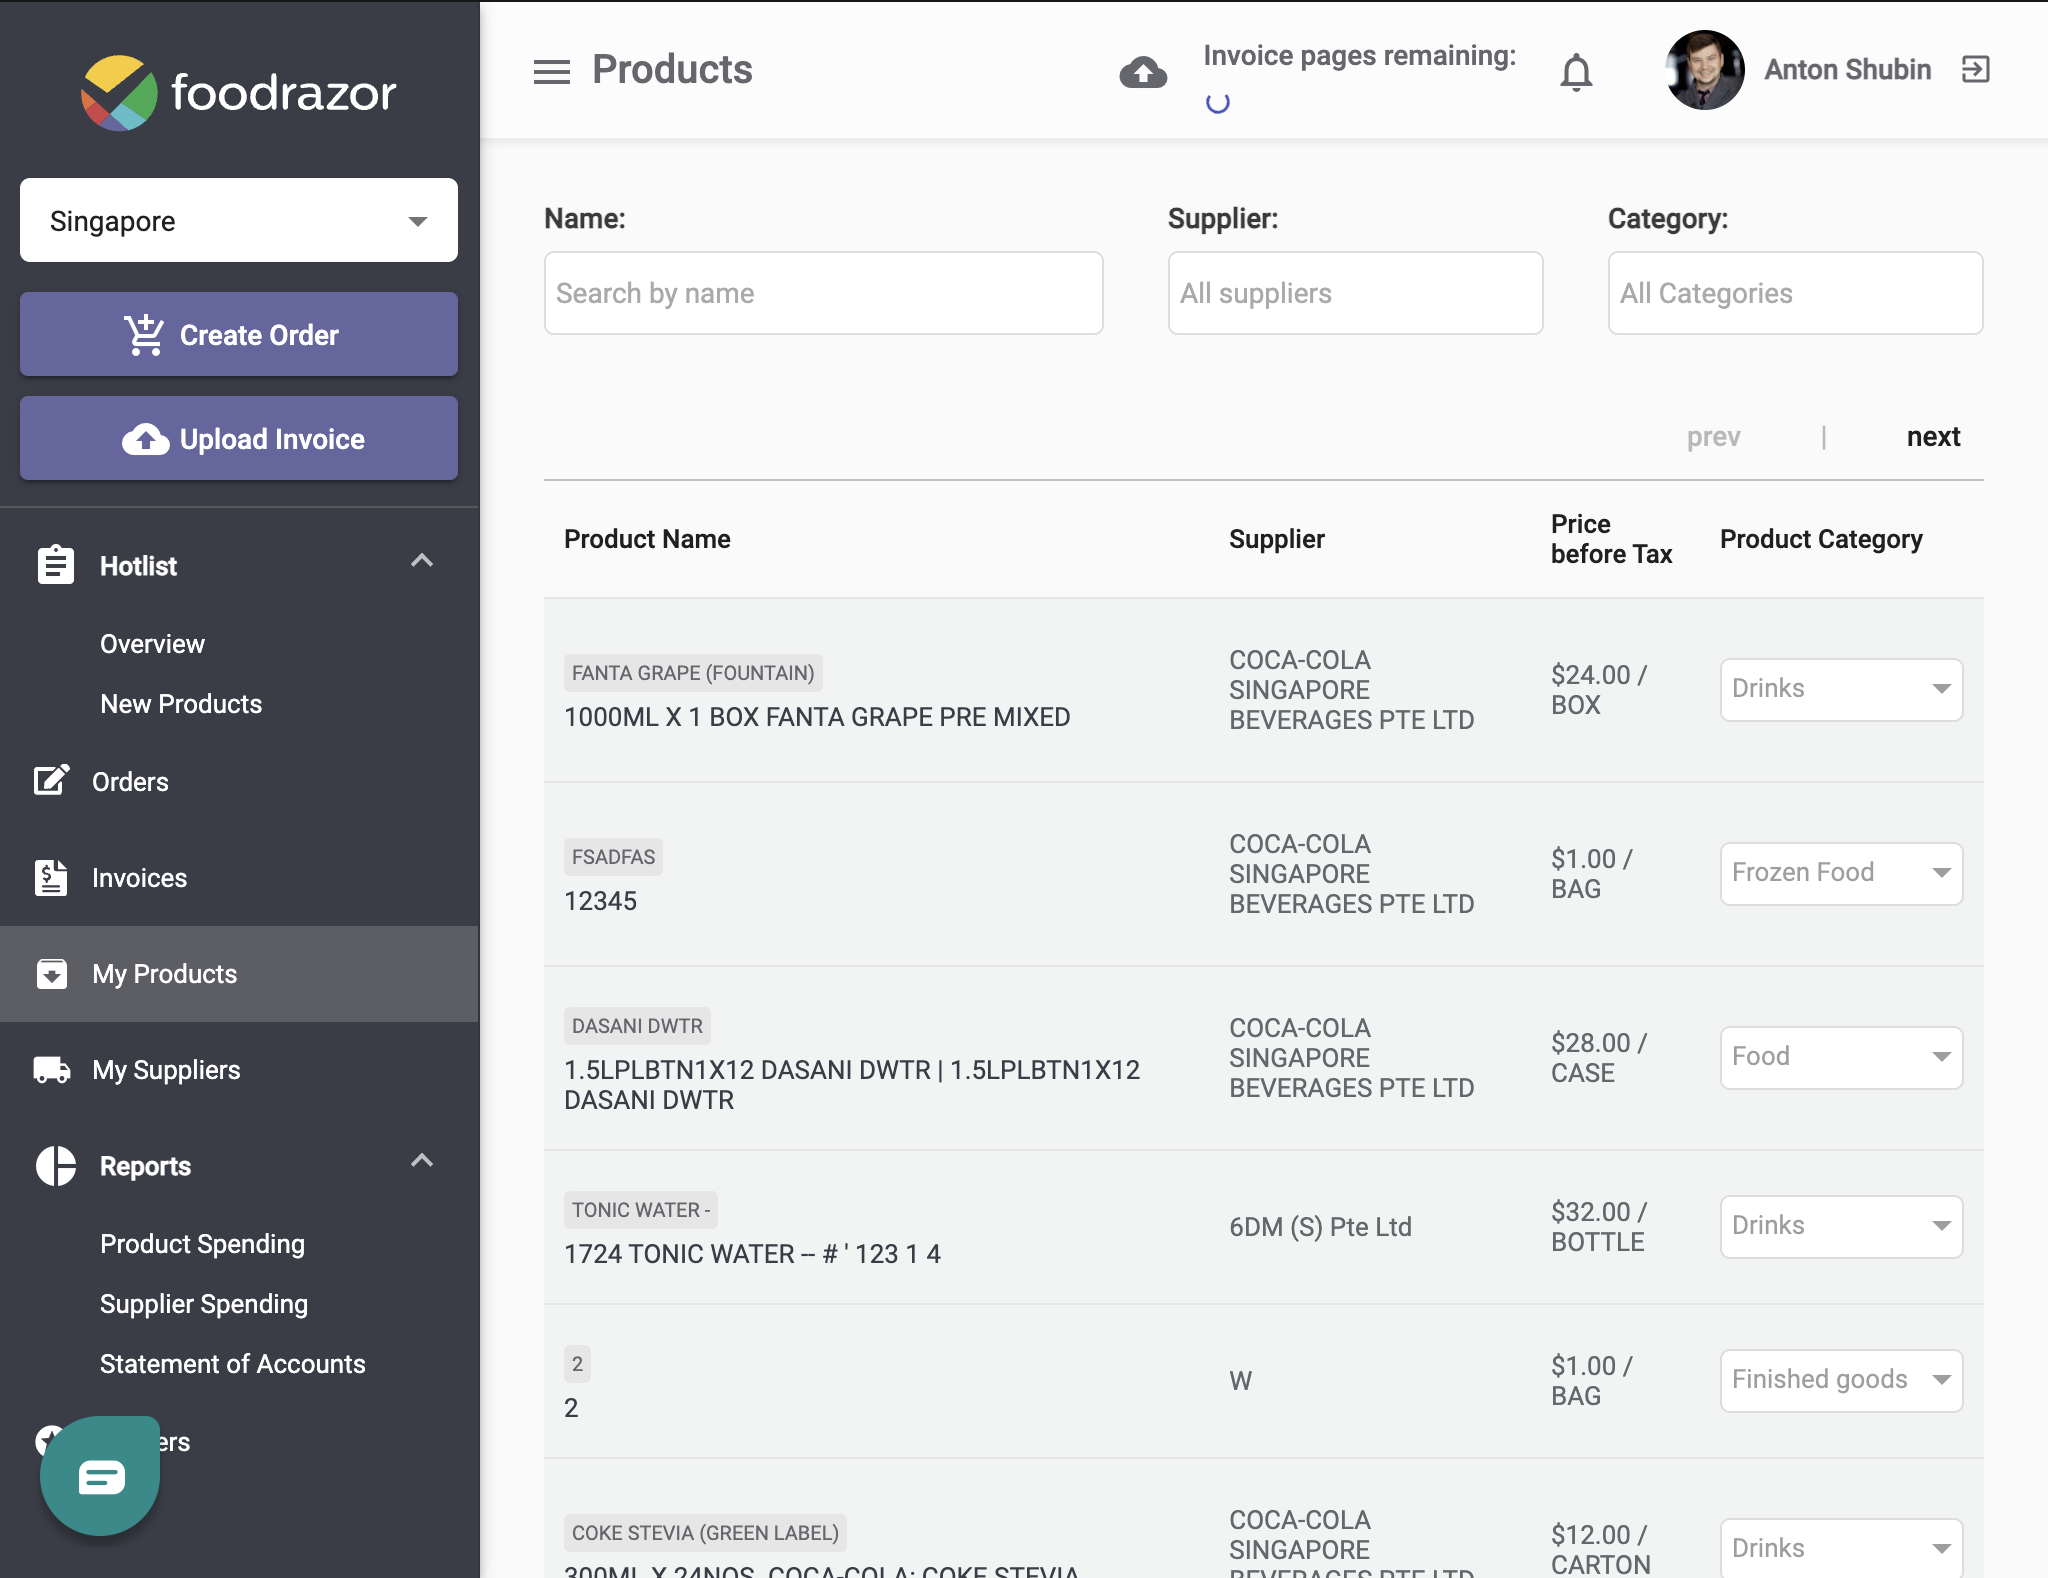 foodrazor
Singapore
Create Order
Upload Invoice
Hotlist
Overview
New Products
Orders
Invoices
My Products
My Suppliers
Reports
Product Spending
Supplier Spending
Statement of Accounts
Products
Invoice pages remaining:
Anton Shubin
Name:
Search by name
Supplier:
All suppliers
Category:
All Categories
prev | next
Product Name
Supplier
Price
before Tax
Product Category
FANTA GRAPE (FOUNTAIN)
1000ML X 1 BOX FANTA GRAPE PRE MIXED
COCA-COLA
SINGAPORE
BEVERAGES PTE LTD
$24.00 /
BOX
Drinks
FSADFAS
12345
COCA-COLA
SINGAPORE
BEVERAGES PTE LTD
$1.00 /
BAG
Frozen Food
DASANI DWTR
1.5LPLBTN1X12 DASANI DWTR | 1.5LPLBTN1X12
DASANI DWTR
COCA-COLA
SINGAPORE
BEVERAGES PTE LTD
$28.00 /
CASE
Food
TONIC WATER -
1724 TONIC WATER -- # ' 123 1 4
6DM (S) Pte Ltd
$32.00 /
BOTTLE
Drinks
2
2
W
$1.00 /
BAG
Finished goods
COKE STEVIA (GREEN LABEL)
300ML X 24NOS, COCA-COLA: COKE STEVIA
COCA-COLA
SINGAPORE
BEVERAGES PTE LTD
$12.00 /
CARTON
Drinks